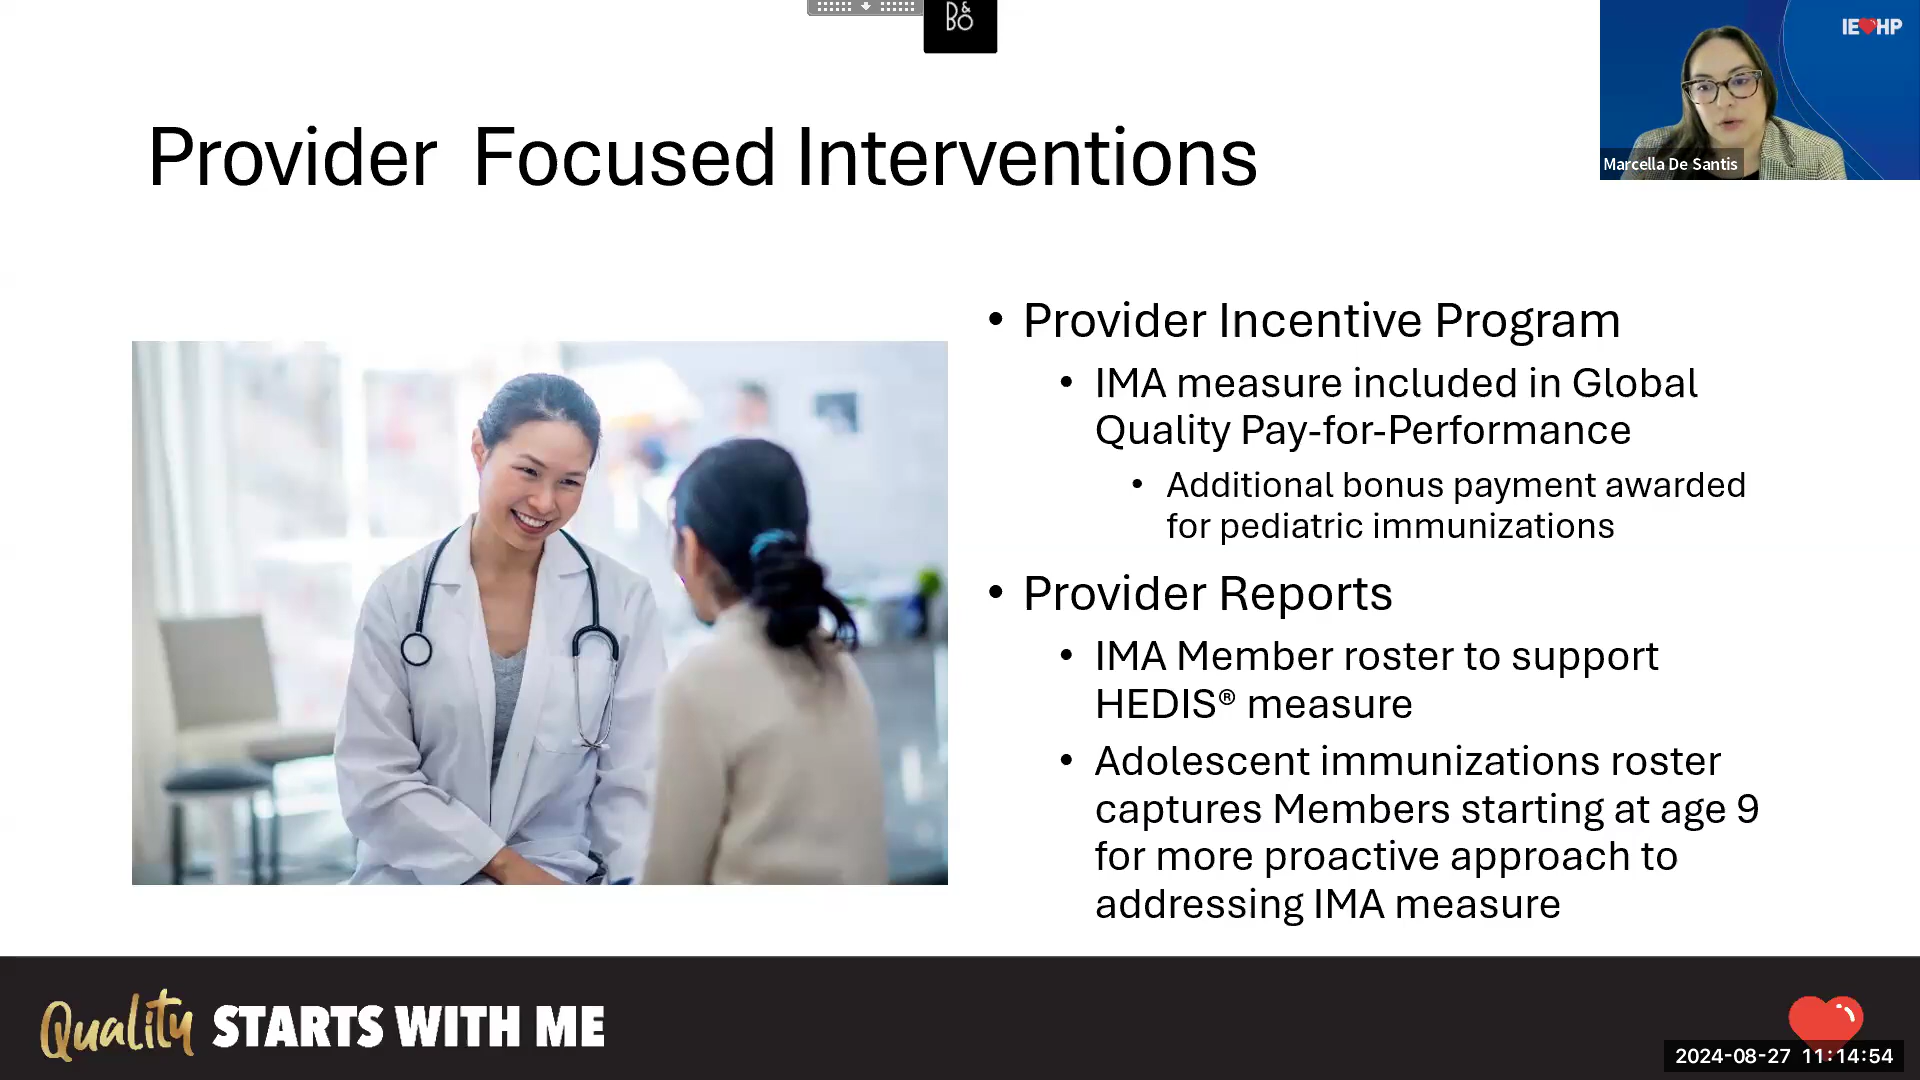 B&O
IEHP
Marcella De Santis
Provider Focused Interventions
• Provider Incentive Program
• IMA measure included in Global
Quality Pay-for-Performance
• Additional bonus payment awarded
for pediatric immunizations
• Provider Reports
• IMA Member roster to support
HEDIS® measure
• Adolescent immunizations roster
captures Members starting at age 9
for more proactive approach to
addressing IMA measure
Quality STARTS WITH ME
2024-08-27 11:14:54